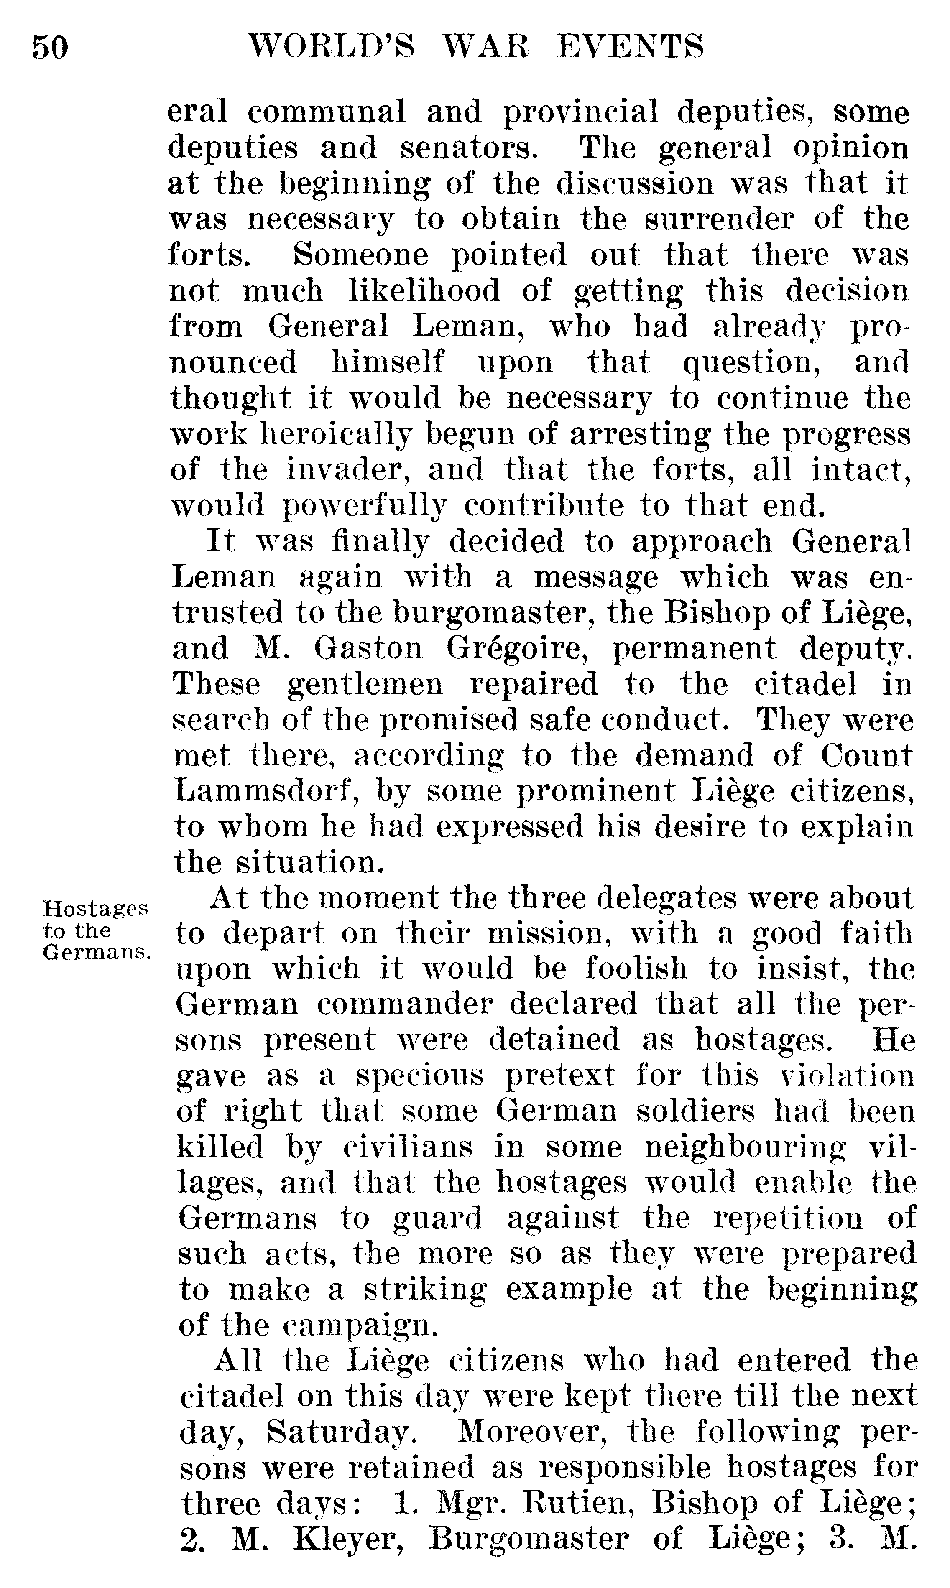 50 WORLD'S WAR EVENTS
eral communal and provincial deputies, some
deputies and senators. The general opinion
at the beginning of the discussion was that it
was necessary to obtain the surrender of the
forts. Someone pointed out that there was
not much likelihood of getting this decision
from General Leman, who had already pro-
nounced himself upon that question, and
thought it would be necessary to continue the
work heroically begun of arresting the progress
of the invader, and that the forts, all intact,
would powerfully contribute to that end.
It was finally decided to approach General
Leman again with a message which was en-
trusted to the burgomaster, the Bishop of Liège,
and M. Gaston Grégoire, permanent deputy.
These gentlemen repaired to the citadel in
search of the promised safe conduct. They were
met there, according to the demand of Count
Lammsdorf, by some prominent Liège citizens,
to whom he had expressed his desire to explain
the situation.
Hostages
to the
Germans.
At the moment the three delegates were about
to depart on their mission, with a good faith
upon which it would be foolish to insist, the
German commander declared that all the per-
sons present were detained as hostages. He
gave as a specious pretext for this violation
of right that some German soldiers had been
killed by civilians in some neighbouring vil-
lages, and that the hostages would enable the
Germans to guard against the repetition of
such acts, the more so as they were prepared
to make a striking example at the beginning
of the campaign.
All the Liège citizens who had entered the
citadel on this day were kept there till the next
day, Saturday. Moreover, the following per-
sons were retained as responsible hostages for
three days: 1. Mgr. Rutien, Bishop of Liège;
2. M. Kleyer, Burgomaster of Liège; 3. M.